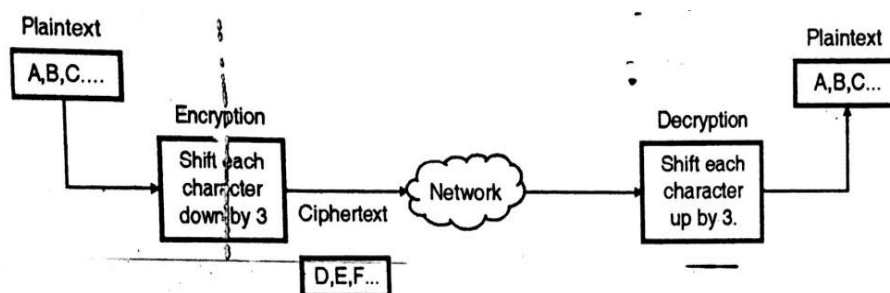 Plaintext
A,B,C....
Encryption
Shift each
character
down by 3
Ciphertext
D,E,F...
Network
Decryption
Shift each
character
up by 3.
Plaintext
A,B,C...